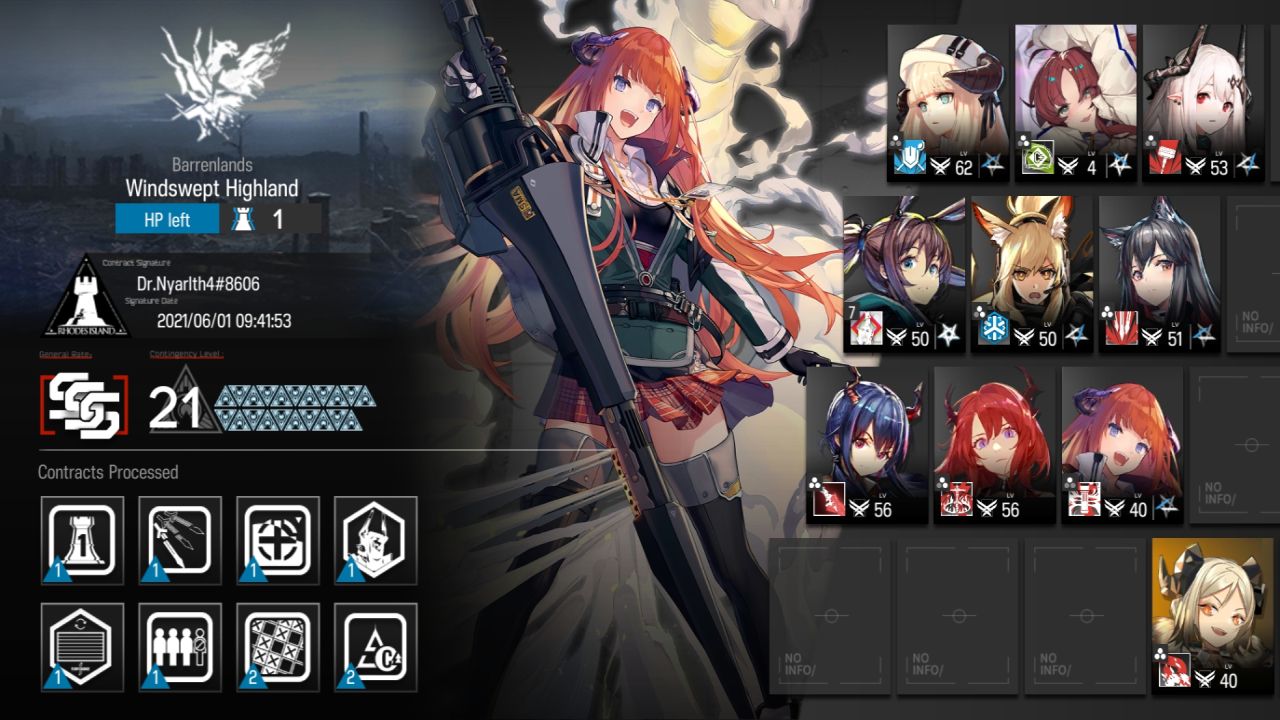 Barrenlands
Windswept Highland
HP left
1
Contract Signature
Dr.Nyarlth4#8606
Signature Date
2021/06/01 09:41:53
RHODES ISLAND
General Rate:
Contingency Level :
21
Contracts Processed
1
1
1
1
1
1
1
2
2
C
LV
62
LV
4
LV
53
7
LV
50
LV
50
LV
51
NO
INFO/
LV
56
LV
56
LV
40
NO
INFO/
NO
INFO/
NO
INFO/
NO
INFO/
LV
40